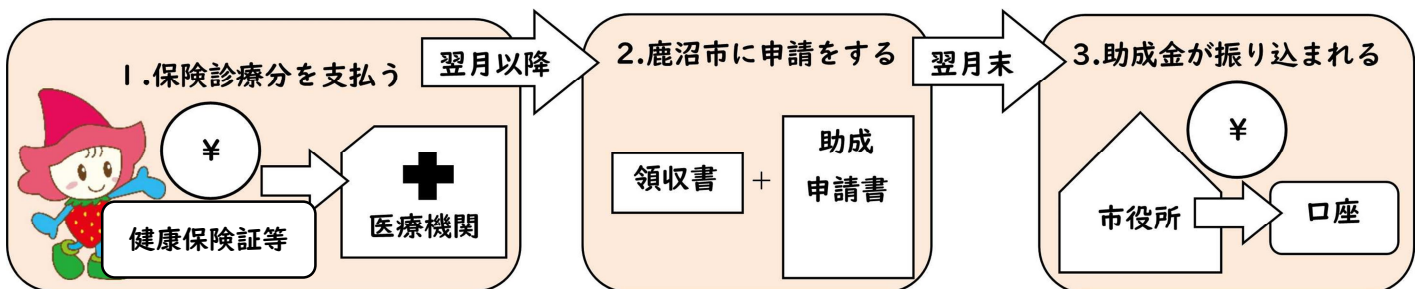 1.保険診療分を支払う
¥
健康保険証等
医療機関
翌月以降
2.鹿沼市に申請をする
領収書
+
助成
申請書
翌月末
3.助成金が振り込まれる
¥
市役所
口座